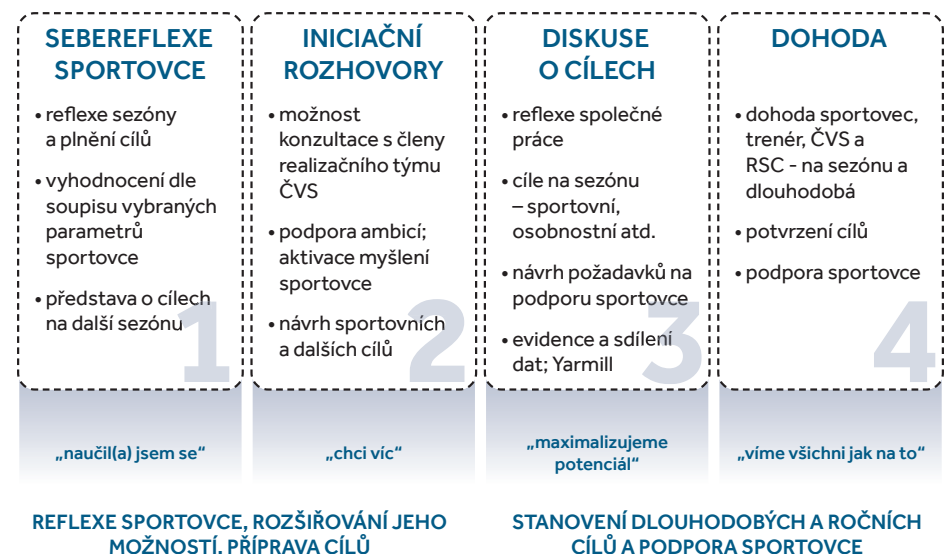 SEBEREFLEXE
SPORTOVCE
• reflexe sezóny
a plnění cílů
• vyhodnocení dle
soupisu vybraných
parametrů
sportovce
• představa o cílech
na další sezónu
1
„naučil(a) jsem se“
INICIAČNÍ
ROZHOVORY
• možnost
konzultace s členy
realizačního týmu
ČVS
• podpora ambicí;
aktivace myšlení
sportovce
• návrh sportovních
a dalších cílů
2
„chci víc“
DISKUSE
O CÍLECH
• reflexe společné
práce
• cíle na sezónu
– sportovní,
osobnostní atd.
• návrh požadavků na
podporu sportovce
• evidence a sdílení
dat; Yarmill
3
„maximalizujeme
potenciál“
DOHODA
• dohoda sportovec,
trenér, ČVS a
RSC - na sezónu a
dlouhodobá
• potvrzení cílů
• podpora sportovce
4
„víme všichni jak na to“
REFLEXE SPORTOVCE, ROZŠIŘOVÁNÍ JEHO
MOŽNOSTÍ, PŘÍPRAVA CÍLŮ
STANOVENÍ DLOUHODOBÝCH A ROČNÍCH
CÍLŮ A PODPORA SPORTOVCE